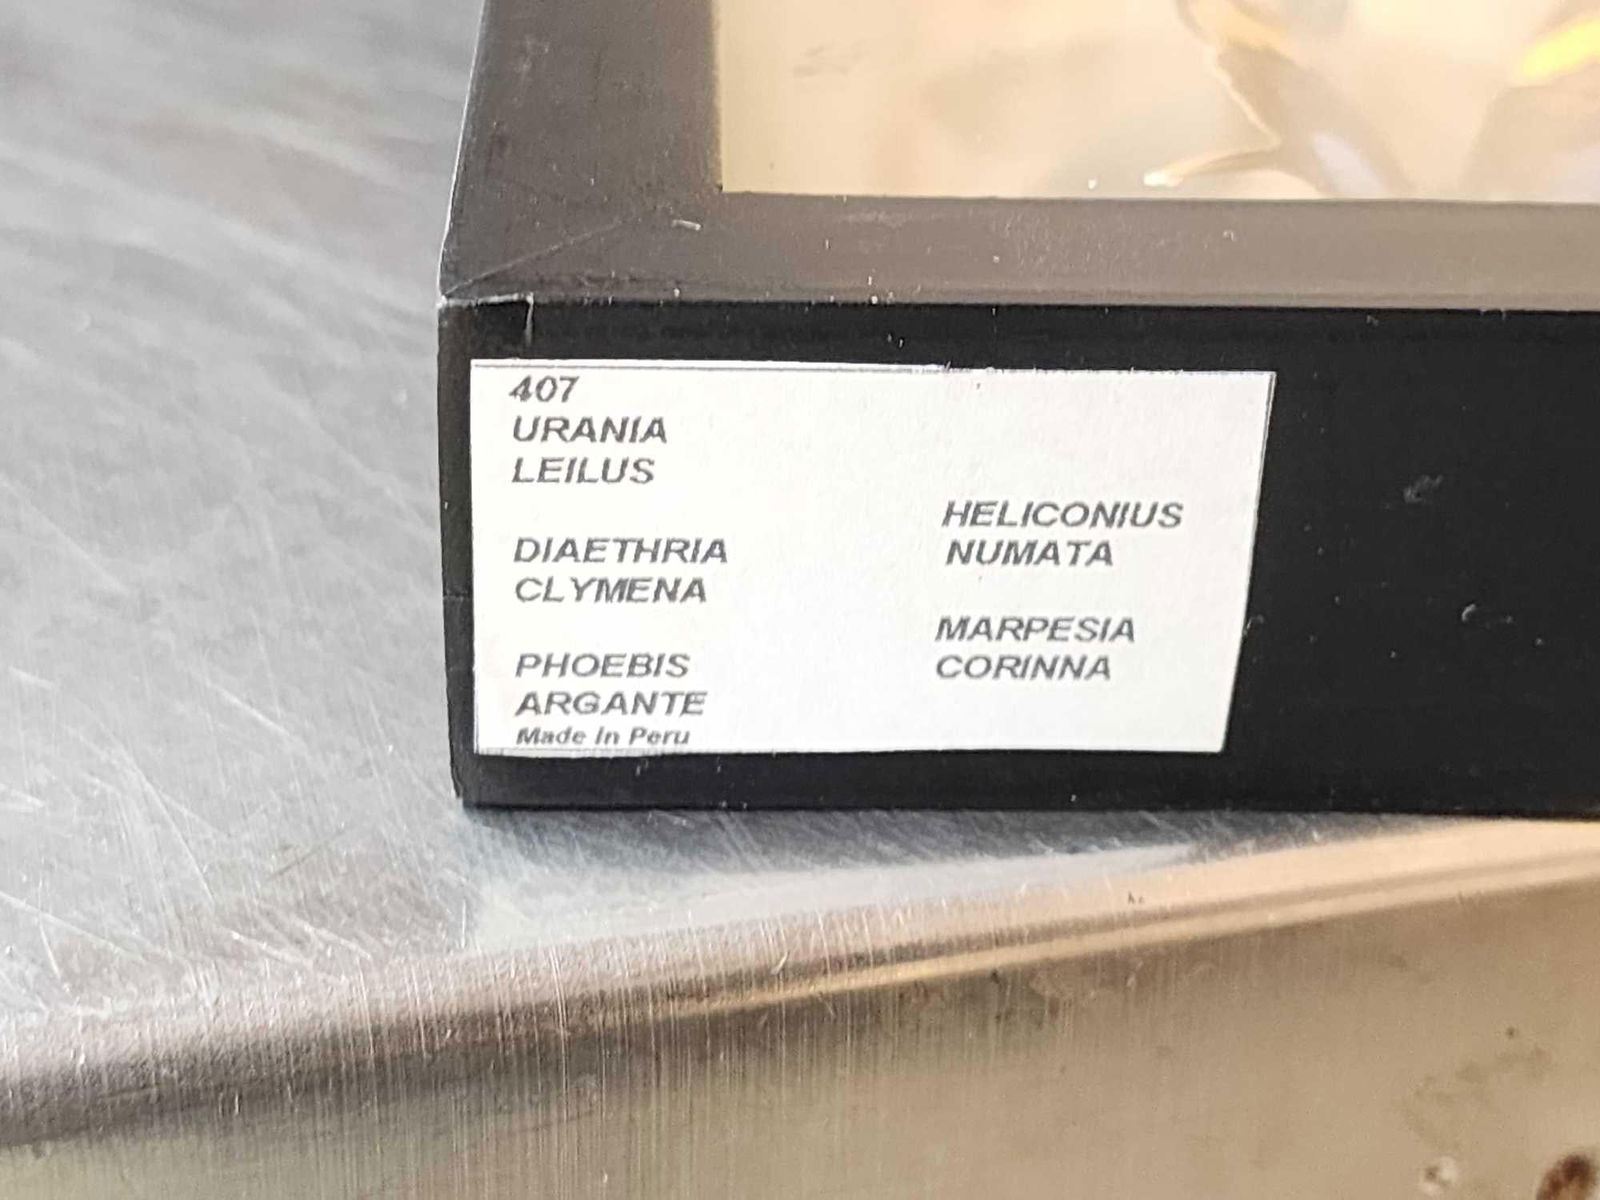 407
URANIA
LEILUS
DIAETHRIA
CLYMENA
PHOEBIS
ARGANTE
Made In Peru
HELICONIUS
NUMATA
MARPESIA
CORINNA